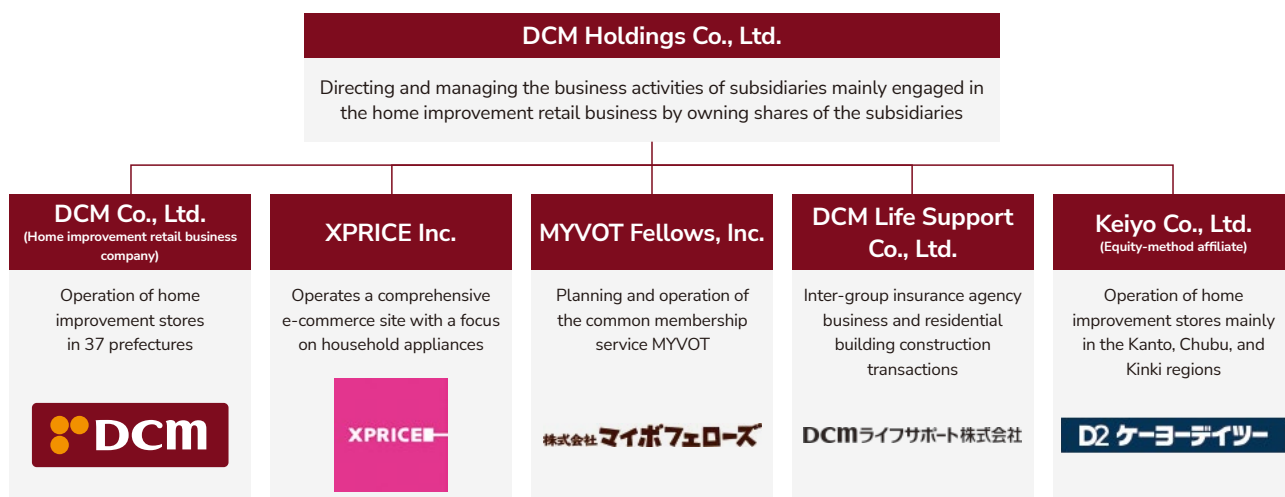 DCM Holdings Co., Ltd.
Directing and managing the business activities of subsidiaries mainly engaged in
the home improvement retail business by owning shares of the subsidiaries
DCM Co., Ltd.
(Home improvement retail business
company)
Operation of home
improvement stores
in 37 prefectures
DCM
XPRICE Inc.
Operates a comprehensive
e-commerce site with a focus
on household appliances
XPRICE
MYVOT Fellows, Inc.
Planning and operation of
the common membership
service MYVOT
株式会社マイボフェローズ
DCM Life Support
Co., Ltd.
Inter-group insurance agency
business and residential
building construction
transactions
DCMライフサポート株式会社
Keiyo Co., Ltd.
(Equity-method affiliate)
Operation of home
improvement stores mainly
in the Kanto, Chubu, and
Kinki regions
D2 ケーヨーデイツー